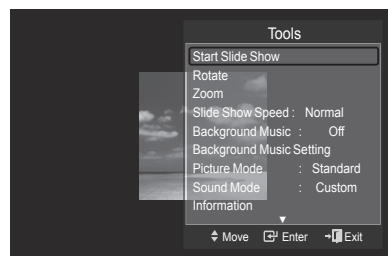 Tools
Start Slide Show
Rotate
Zoom
Slide Show Speed : Normal
Background Music : Off
Background Music Setting
Picture Mode : Standard
Sound Mode : Custom
Information
Move Enter Exit